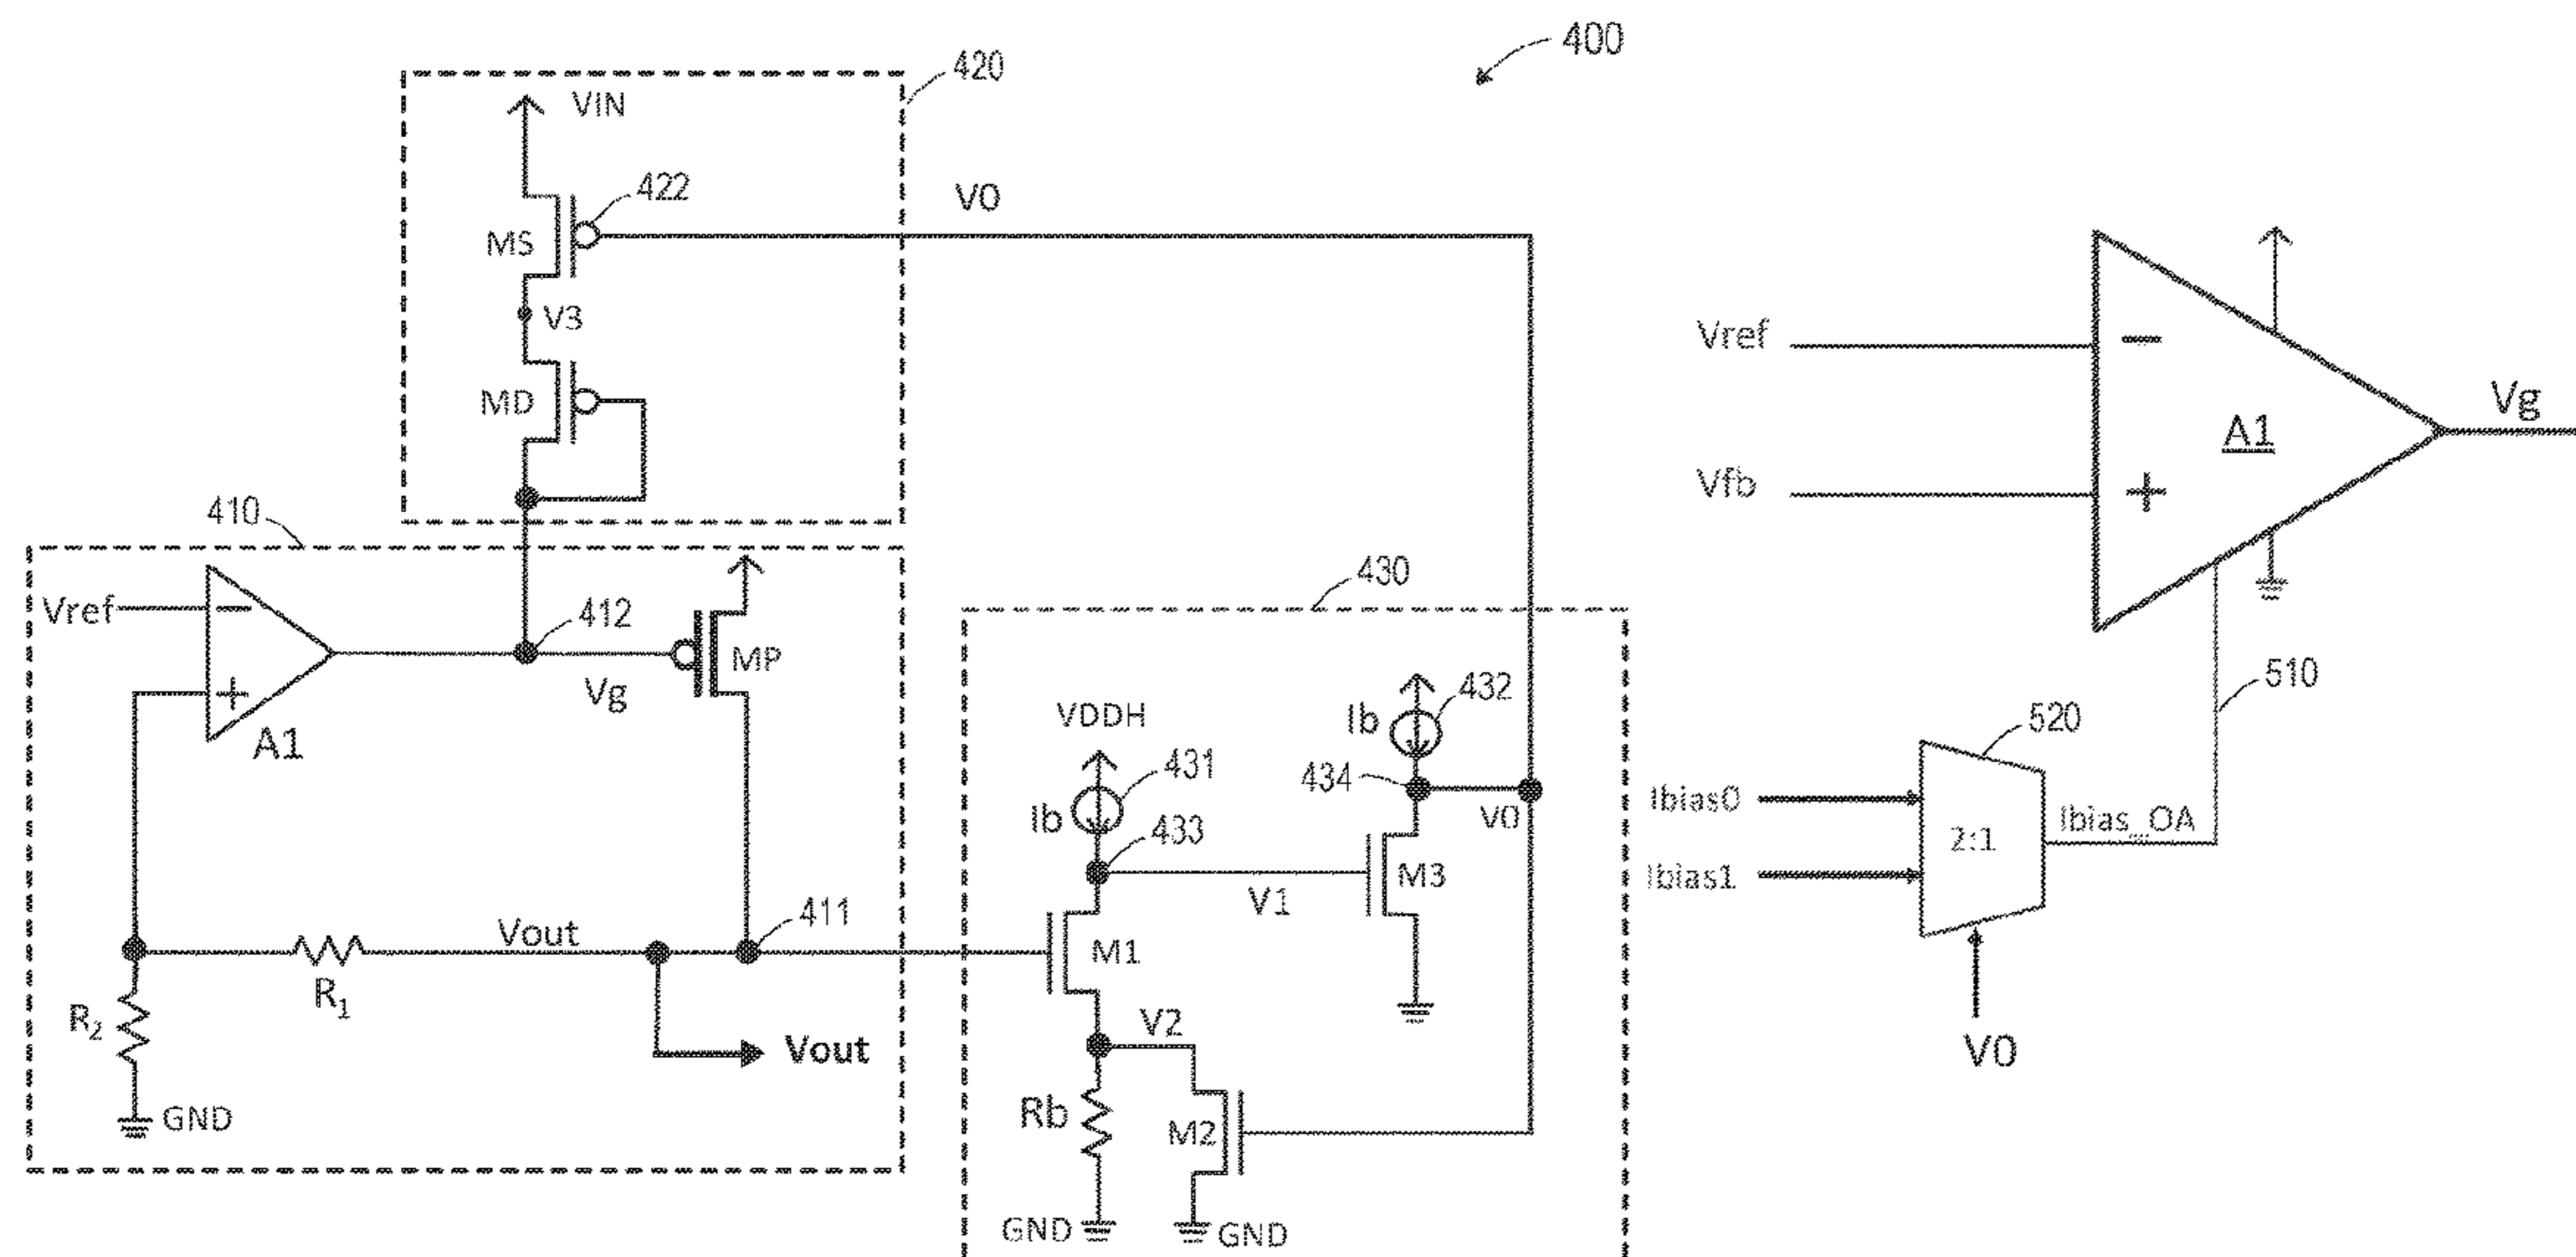 400
420
VIN
422
V0
MS
V3
MD
410
Vref
−
+
A1
412
Vg
MP
Vout
411
R1
R2
Vout
GND
430
VDDH
Ib
431
433
Ib
432
434
V0
V1
M3
M1
V2
Rb
M2
GND
GND
Vref
−
Vfb
+
A1
Vg
510
520
Ibias0
Ibias1
2:1
Ibias_OA
V0